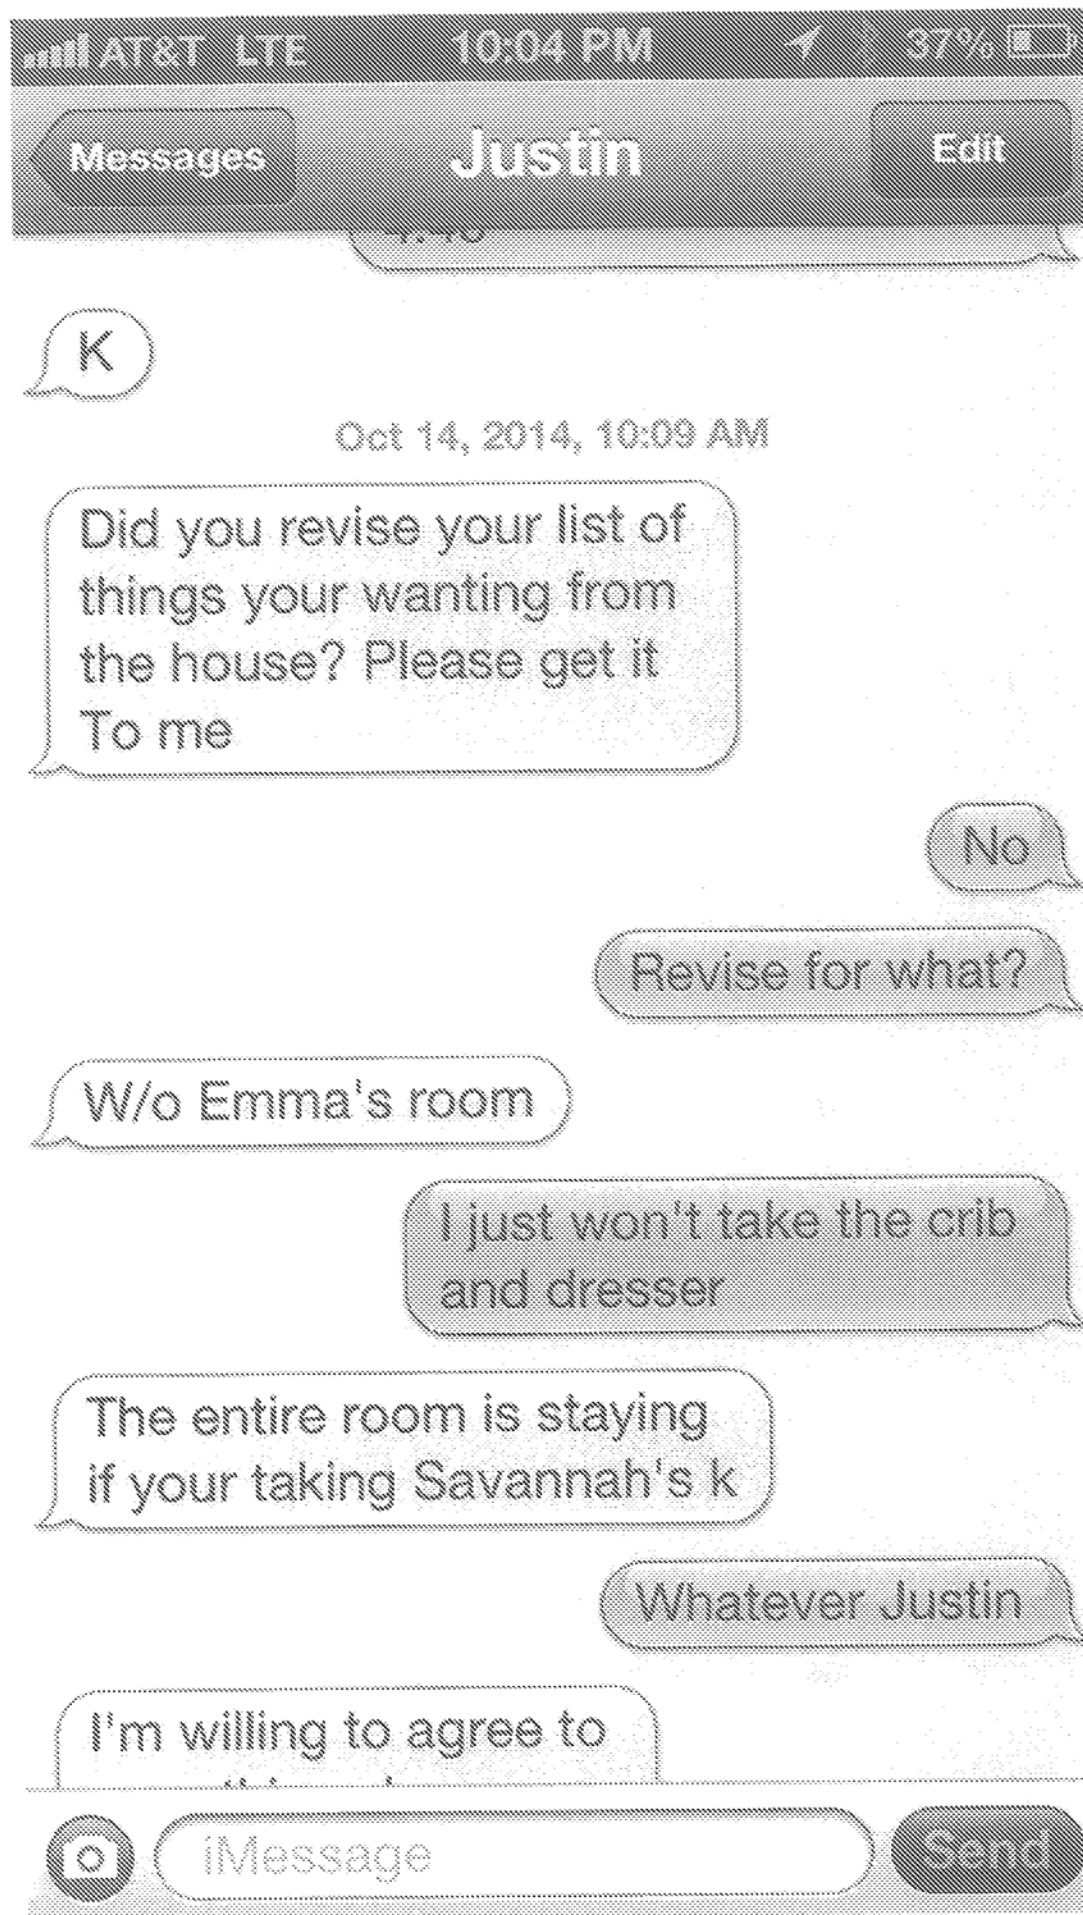 AT&T LTE 10:04 PM 37%
Messages Justin Edit
K
Oct 14, 2014, 10:09 AM
Did you revise your list of
things your wanting from
the house? Please get it
To me
No
Revise for what?
W/o Emma's room
I just won't take the crib
and dresser
The entire room is staying
if your taking Savannah's k
Whatever Justin
I'm willing to agree to
iMessage Send